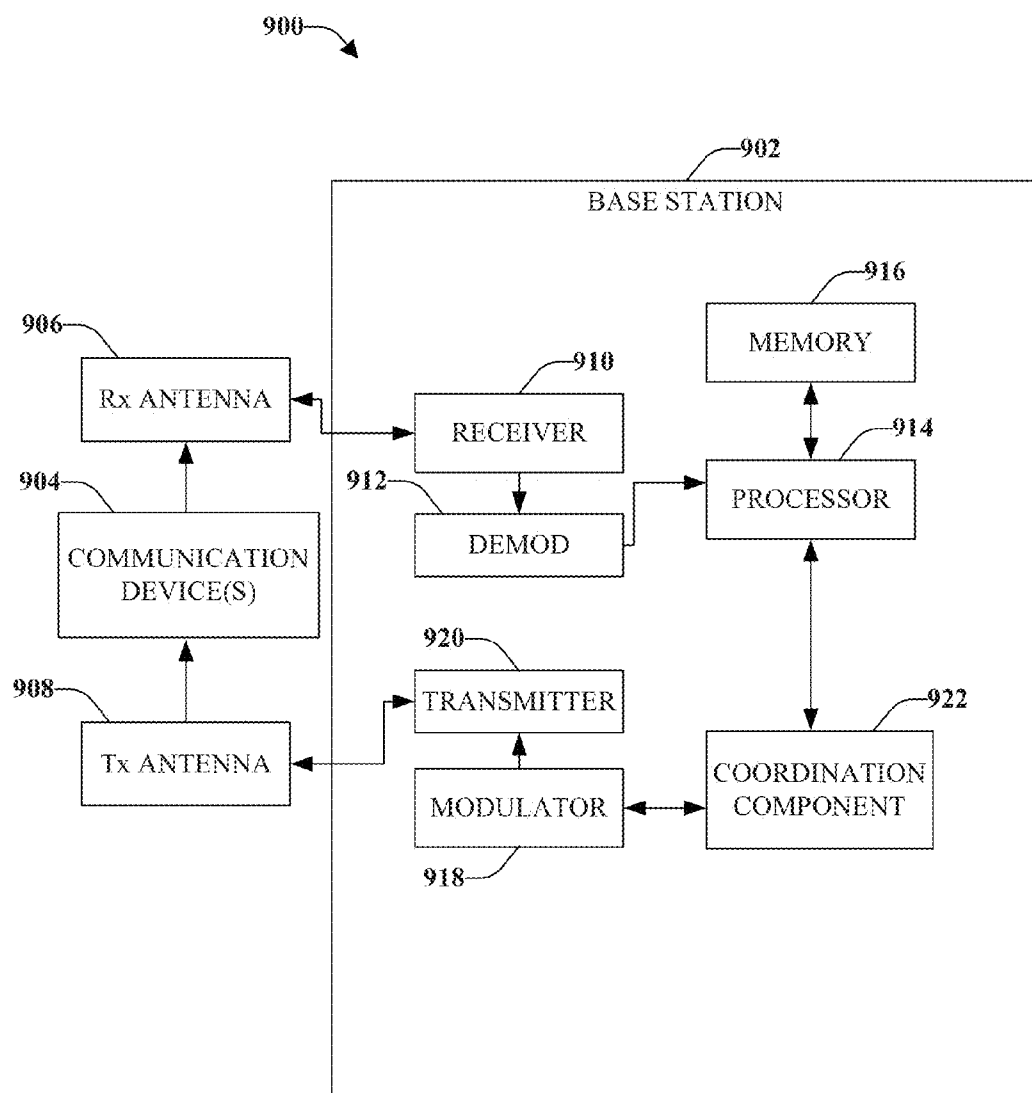 900
902
BASE STATION
916
MEMORY
906
Rx ANTENNA
910
RECEIVER
914
PROCESSOR
904
COMMUNICATION
DEVICE(S)
912
DEMOD
908
Tx ANTENNA
920
TRANSMITTER
922
COORDINATION
COMPONENT
MODULATOR
918